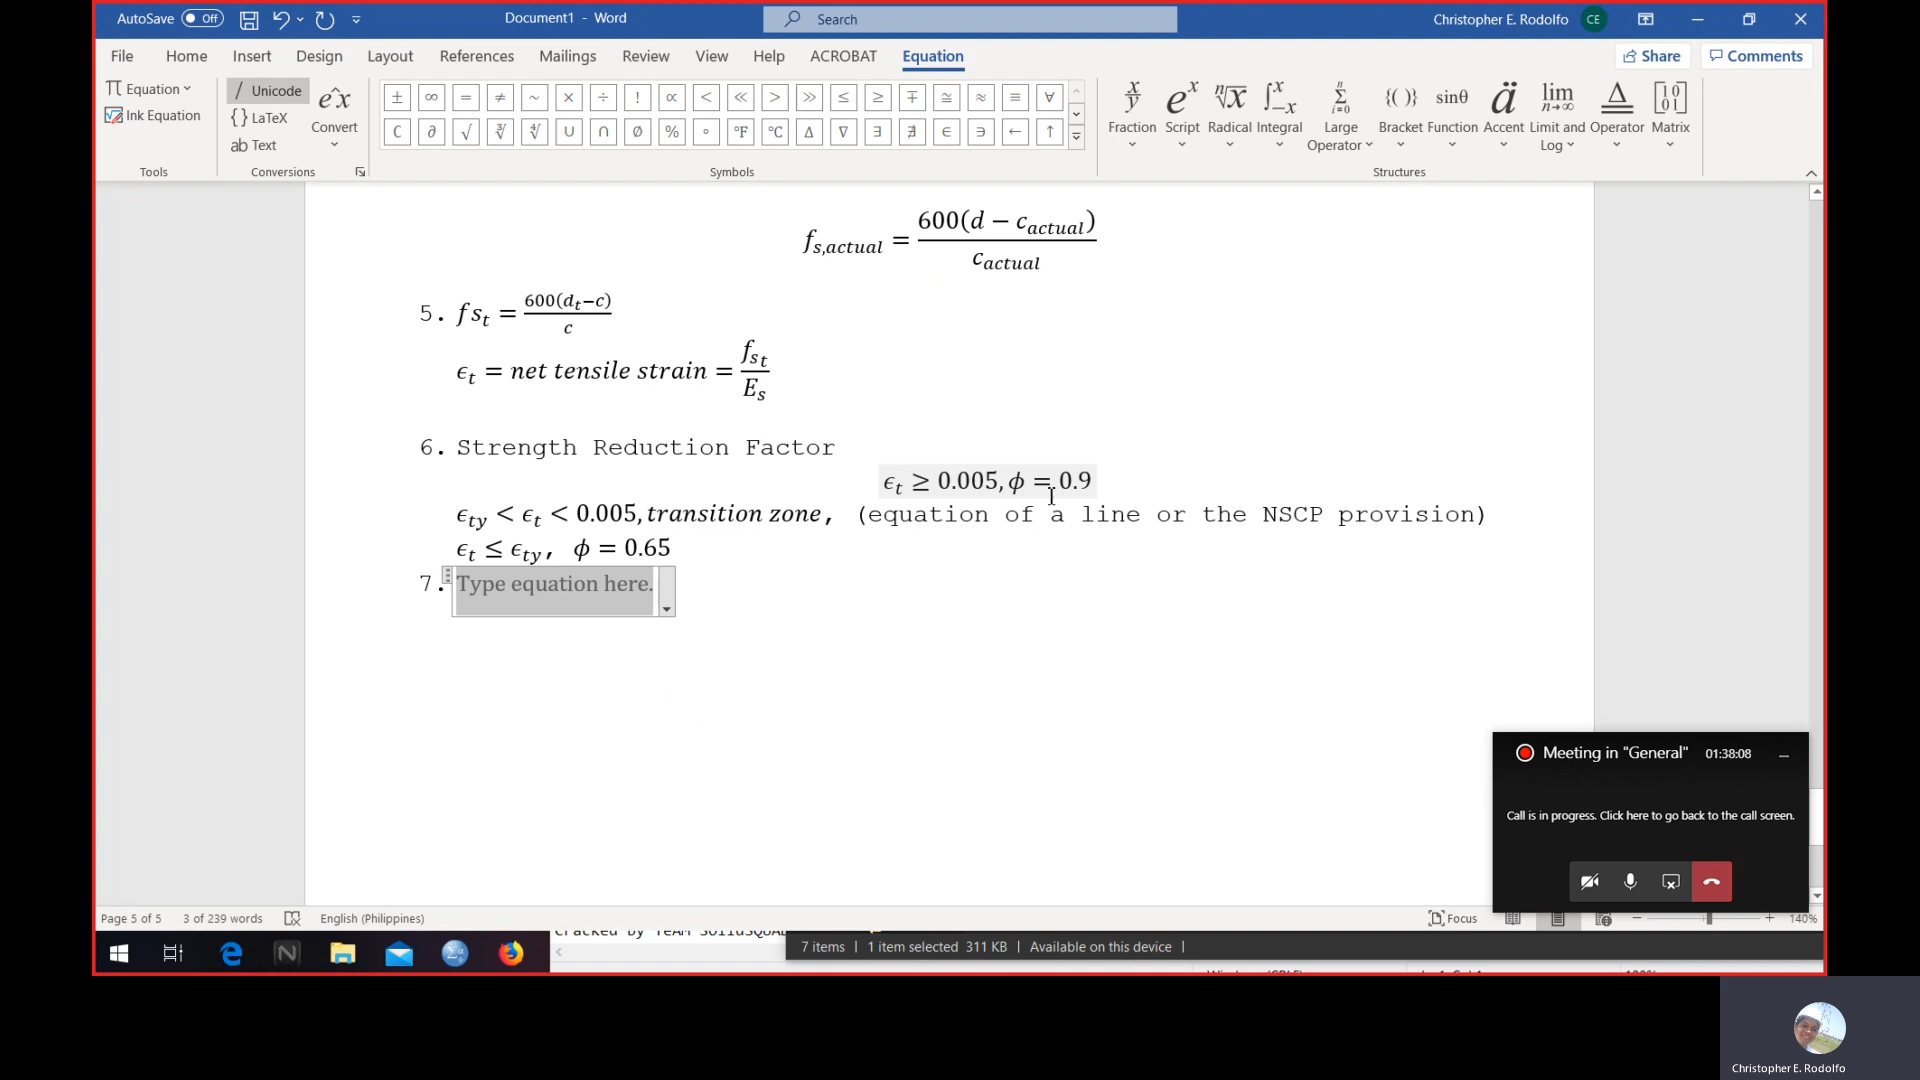 AutoSave Off Document1 - Word Search Christopher E. Rodolfo CE
File Home Insert Design Layout References Mailings Review View Help ACROBAT Equation Share Comments
π Equation / Unicode e^x ± ∞ = ≠ ~ × ÷ ! ∝ < ≪ > ≫ ≤ ≥ ∓ ≅ ≈ ≡ ∀
Ink Equation { } LaTeX Convert ∁ ∂ √ ∛ ∜ ∪ ∩ ∅ % ° °F °C ∆ ∇ ∃ ∄ ∈ ∋ ← ↑
ab Text Fraction Script Radical Integral Large Operator Bracket Function Accent Limit and Log Operator Matrix
Tools Conversions Symbols Structures
f_{s,actual} = 600(d − c_{actual}) / c_{actual}
5. fs_t = 600(d_t−c) / c
ϵ_t = net tensile strain = f_{s_t} / E_s
6. Strength Reduction Factor
ϵ_t ≥ 0.005, ϕ = 0.9
ϵ_{ty} < ϵ_t < 0.005, transition zone, (equation of a line or the NSCP provision)
ϵ_t ≤ ϵ_{ty}, ϕ = 0.65
7. Type equation here.
Meeting in "General" 01:38:08
Call is in progress. Click here to go back to the call screen.
Page 5 of 5 3 of 239 words English (Philippines) Focus 140%
7 items 1 item selected 311 KB Available on this device
Christopher E. Rodolfo